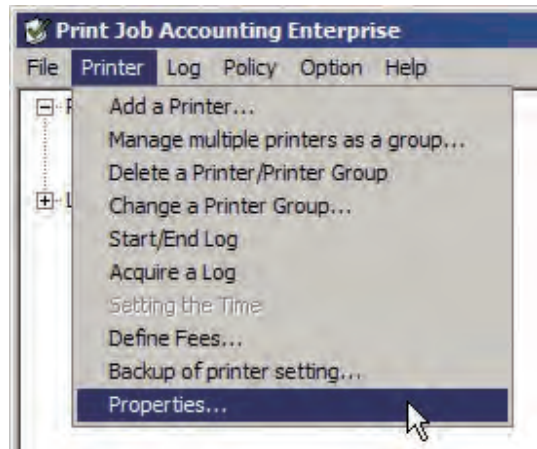 Print Job Accounting Enterprise
File Printer Log Policy Option Help
Add a Printer...
Manage multiple printers as a group...
Delete a Printer/Printer Group
Change a Printer Group...
Start/End Log
Acquire a Log
Setting the Time
Define Fees...
Backup of printer setting...
Properties...